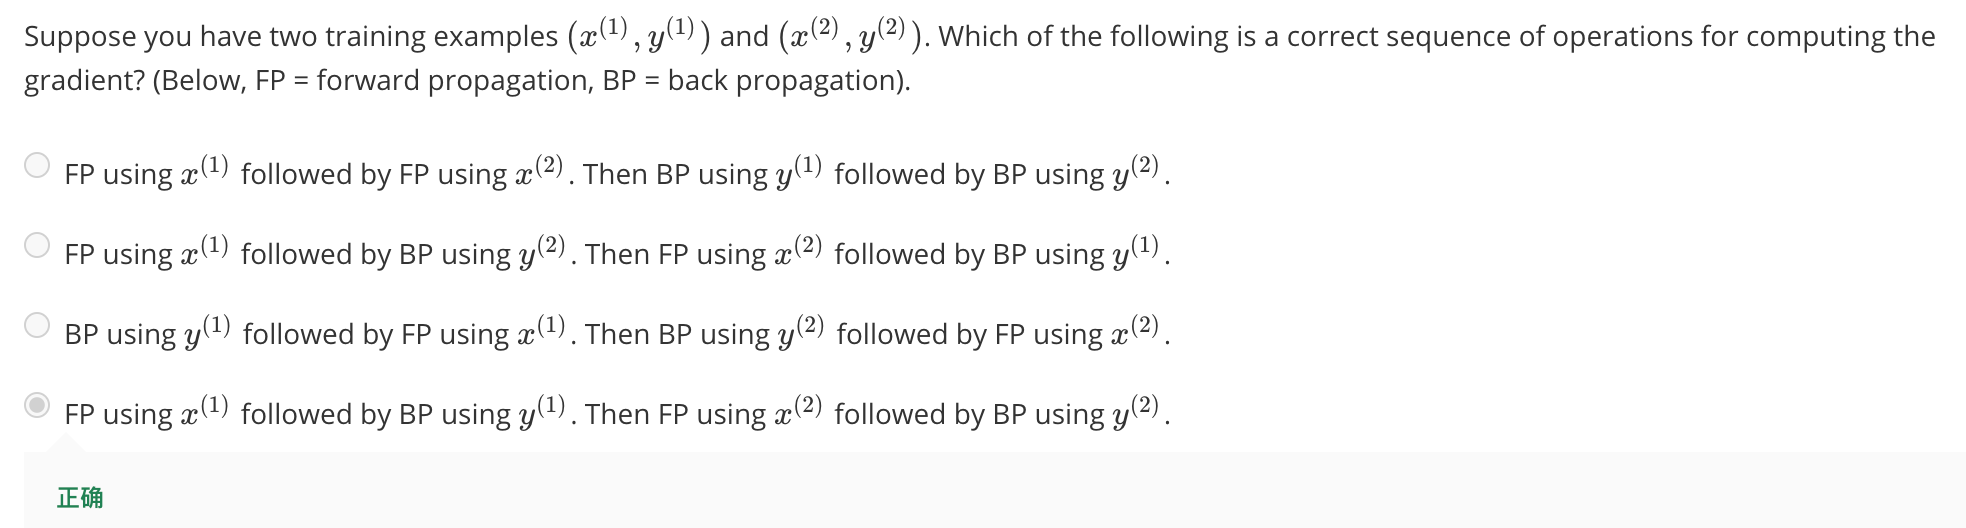 Suppose you have two training examples (x^(1), y^(1)) and (x^(2), y^(2)). Which of the following is a correct sequence of operations for computing the
gradient? (Below, FP = forward propagation, BP = back propagation).
FP using x^(1) followed by FP using x^(2). Then BP using y^(1) followed by BP using y^(2).
FP using x^(1) followed by BP using y^(2). Then FP using x^(2) followed by BP using y^(1).
BP using y^(1) followed by FP using x^(1). Then BP using y^(2) followed by FP using x^(2).
FP using x^(1) followed by BP using y^(1). Then FP using x^(2) followed by BP using y^(2).
正确